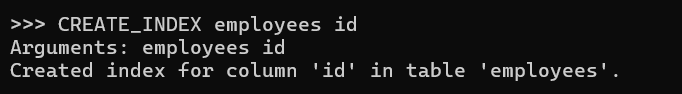 >>> CREATE_INDEX employees id
Arguments: employees id
Created index for column 'id' in table 'employees'.